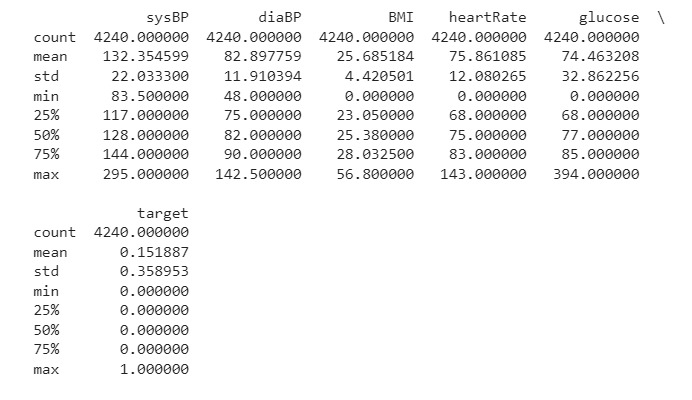 sysBP diaBP BMI heartRate glucose \
count 4240.000000 4240.000000 4240.000000 4240.000000 4240.000000
mean 132.354599 82.897759 25.685184 75.861085 74.463208
std 22.033300 11.910394 4.420501 12.080265 32.862256
min 83.500000 48.000000 0.000000 0.000000 0.000000
25% 117.000000 75.000000 23.050000 68.000000 68.000000
50% 128.000000 82.000000 25.380000 75.000000 77.000000
75% 144.000000 90.000000 28.032500 83.000000 85.000000
max 295.000000 142.500000 56.800000 143.000000 394.000000
target
count 4240.000000
mean 0.151887
std 0.358953
min 0.000000
25% 0.000000
50% 0.000000
75% 0.000000
max 1.000000